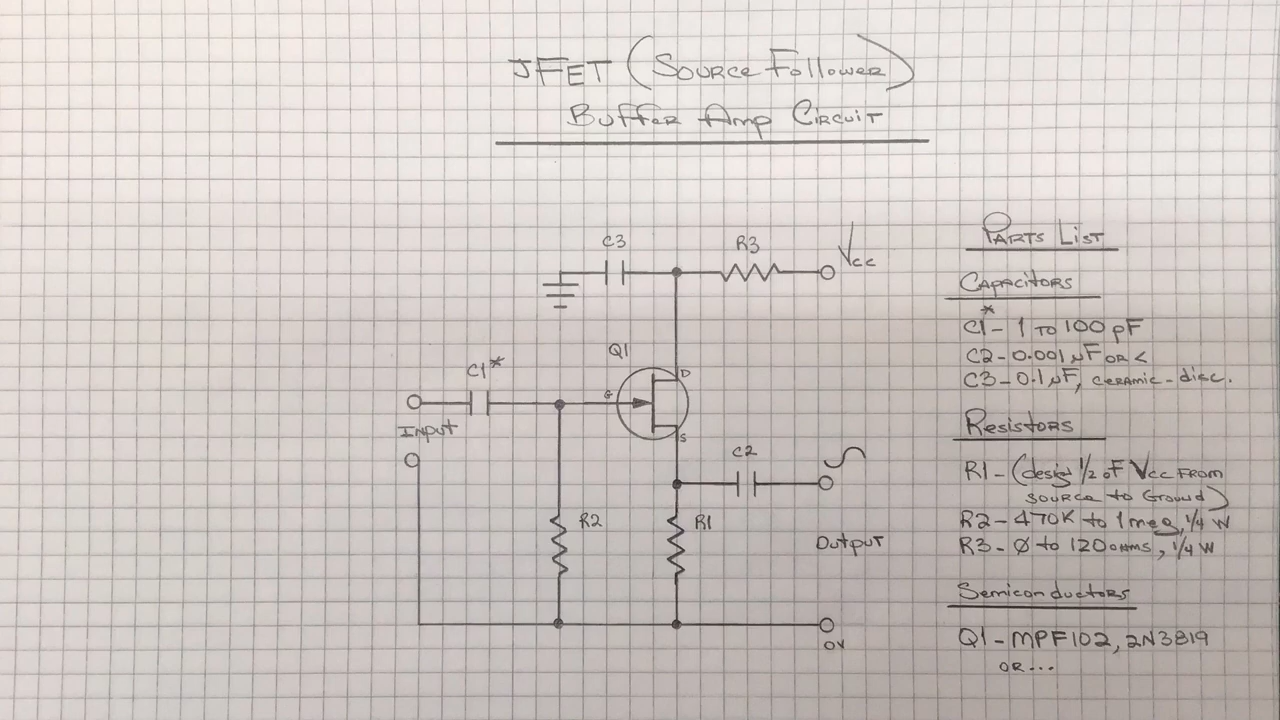 JFET (Source Follower)
Buffer Amp Circuit
C3
R3
Vcc
Q1
D
G
S
C1*
Input
C2
R2
R1
Output
0V
Parts List
Capacitors
C1* - 1 to 100 pF
C2 - 0.001 µF or <
C3 - 0.1 µF, ceramic-disc.
Resistors
R1 - (design 1/2 of Vcc from
source to Ground)
R2 - 470K to 1 meg, 1/4 W
R3 - Ø to 120 ohms, 1/4 W
Semiconductors
Q1 - MPF102, 2N3819
or...